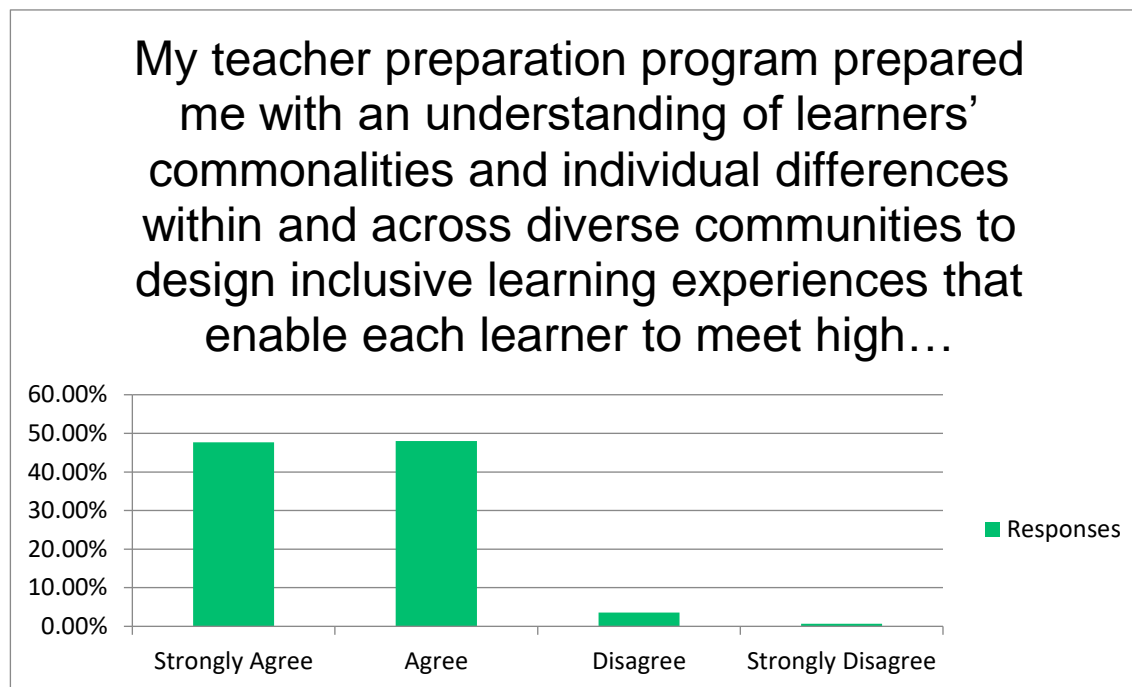 My teacher preparation program prepared
me with an understanding of learners’
commonalities and individual differences
within and across diverse communities to
design inclusive learning experiences that
enable each learner to meet high…
60.00%
50.00%
40.00%
30.00%
20.00%
10.00%
0.00%
Strongly Agree
Agree
Disagree
Strongly Disagree
Responses